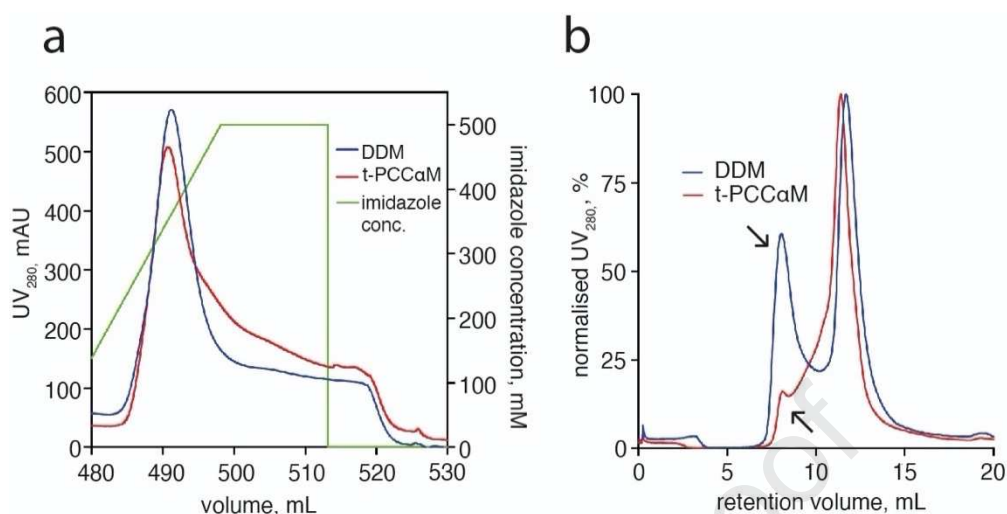 a
600
500
400
300
200
100
0
UV280, mAU
480
490
500
510
520
530
volume, mL
500
400
300
200
100
0
imidazole concentration, mM
DDM
t-PCCαM
imidazole
conc.
b
100
75
50
25
0
normalised UV280, %
0
5
10
15
20
retention volume, mL
DDM
t-PCCαM
oof